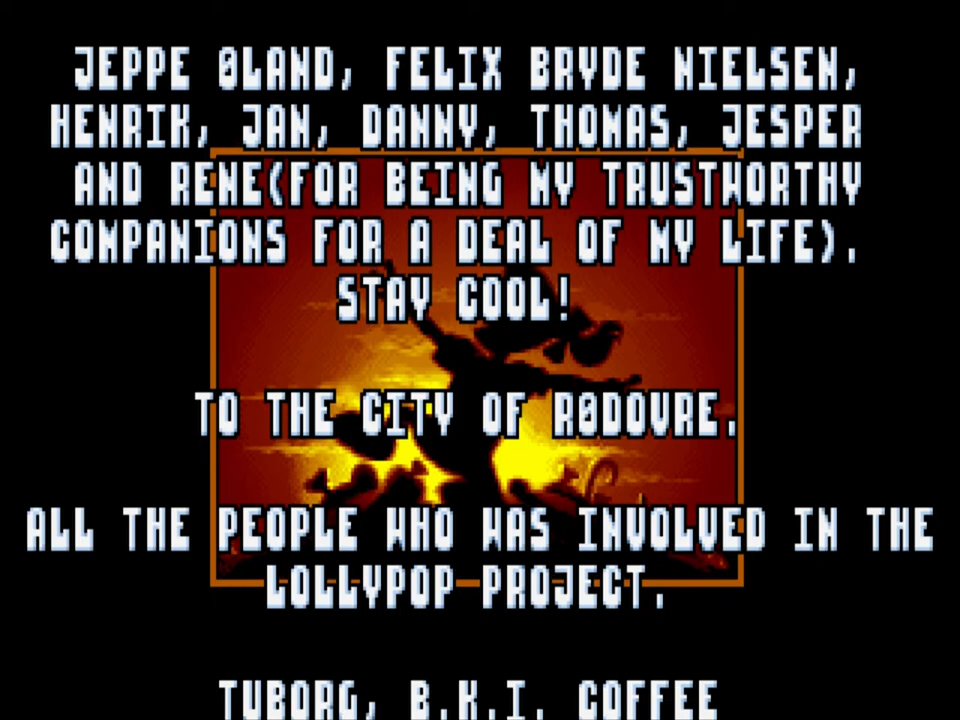 JEPPE ØLAND, FELIX BRYDE NIELSEN,
HENRIK, JAN, DANNY, THOMAS, JESPER
AND RENE(FOR BEING MY TRUSTWORTHY
COMPANIONS FOR A DEAL OF MY LIFE).
STAY COOL!
TO THE CITY OF RØDOVRE.
ALL THE PEOPLE WHO WAS INVOLVED IN THE
LOLLYPOP PROJECT.
TUBORG, B.K.I. COFFEE